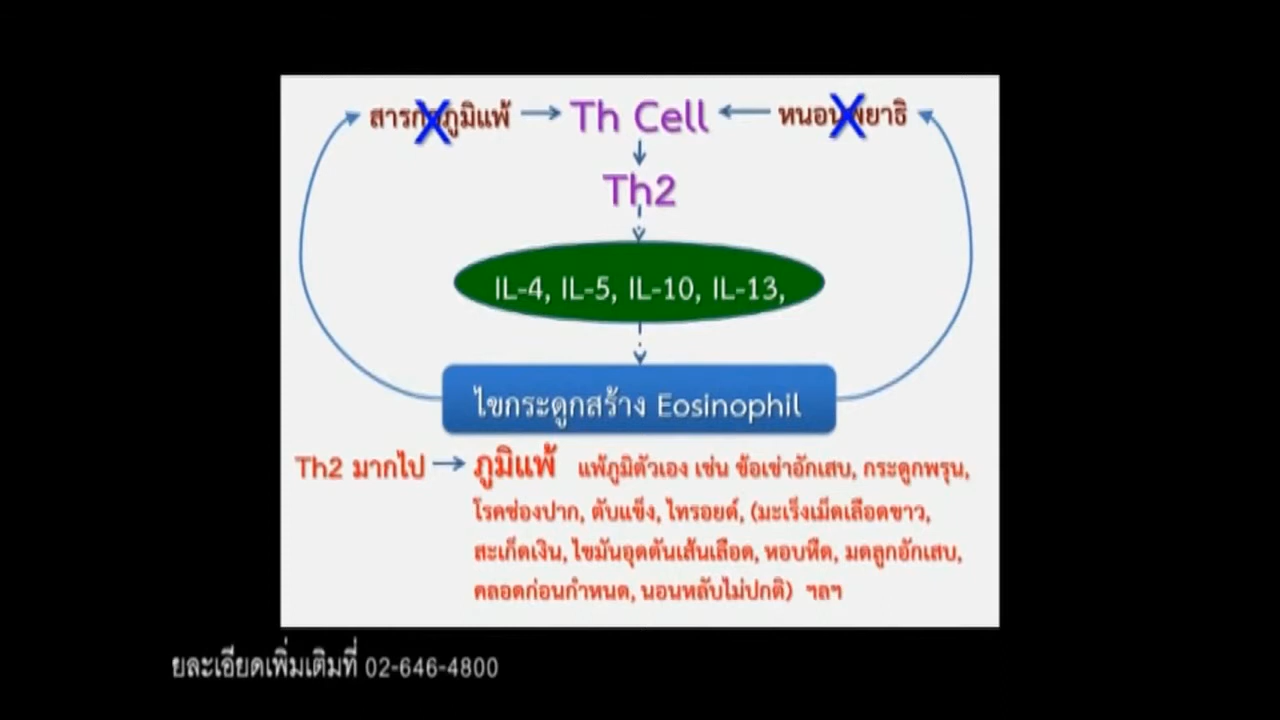 สารก่อภูมิแพ้ → Th Cell ← หนอนพยาธิ
Th2
IL-4, IL-5, IL-10, IL-13,
ไขกระดูกสร้าง Eosinophil
Th2 มากไป → ภูมิแพ้ แพ้ภูมิตัวเอง เช่น ข้อเข่าอักเสบ, กระดูกพรุน,
โรคช่องปาก, ตับแข็ง, ไทรอยด์, (มะเร็งเม็ดเลือดขาว,
สะเก็ดเงิน, ไขมันอุดตันเส้นเลือด, หอบหืด, มดลูกอักเสบ,
คลอดก่อนกำหนด, นอนหลับไม่ปกติ) ฯลฯ
ยละเอียดเพิ่มเติมที่ 02-646-4800